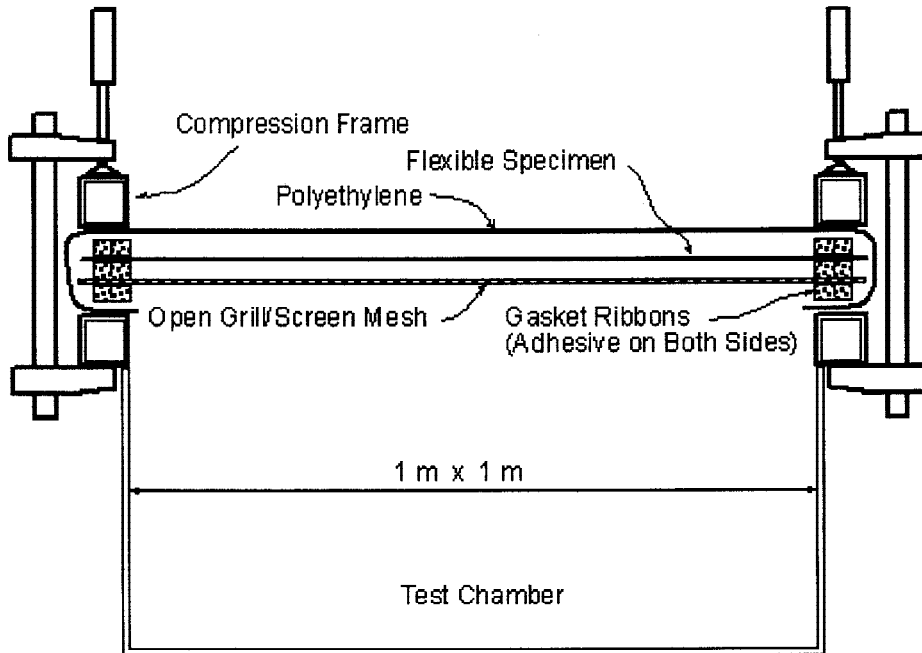 Compression Frame
Flexible Specimen
Polyethylene
Open Grill/Screen Mesh
Gasket Ribbons
(Adhesive on Both Sides)
1 m x 1 m
Test Chamber